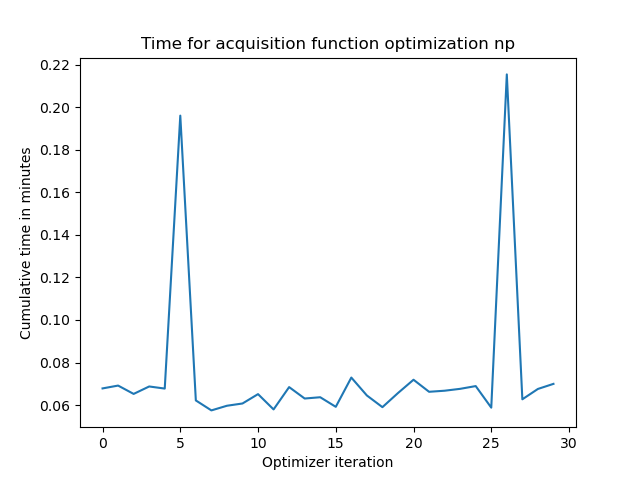 Time for acquisition function optimization np
0.22
0.20
0.18
0.16
0.14
0.12
0.10
0.08
0.06
Cumulative time in minutes
0 5 10 15 20 25 30
Optimizer iteration